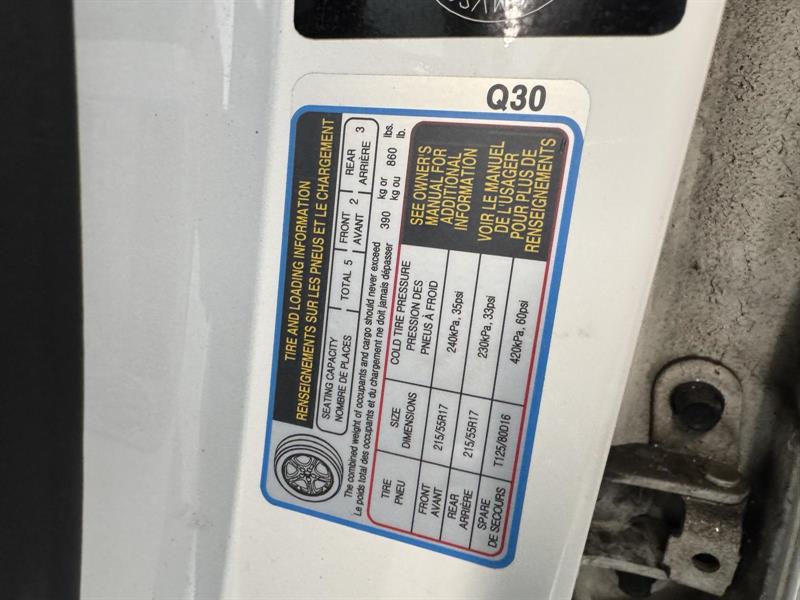 Q30
TIRE AND LOADING INFORMATION
RENSEIGNEMENTS SUR LES PNEUS ET LE CHARGEMENT
SEATING CAPACITY
NOMBRE DE PLACES
TOTAL 5
FRONT
AVANT 2
REAR
ARRIÈRE 3
The combined weight of occupants and cargo should never exceed 390 kg or 860 lbs.
Le poids total des occupants et du chargement ne doit jamais dépasser kg ou lb.
TIRE
PNEU
SIZE
DIMENSIONS
COLD TIRE PRESSURE
PRESSION DES
PNEUS À FROID
FRONT
AVANT
215/55R17
240kPa, 35psi
REAR
ARRIÈRE
215/55R17
230kPa, 33psi
SPARE
DE SECOURS
T125/80D16
420kPa, 60psi
SEE OWNER'S
MANUAL FOR
ADDITIONAL
INFORMATION
VOIR LE MANUEL
DE L'USAGER
POUR PLUS DE
RENSEIGNEMENTS